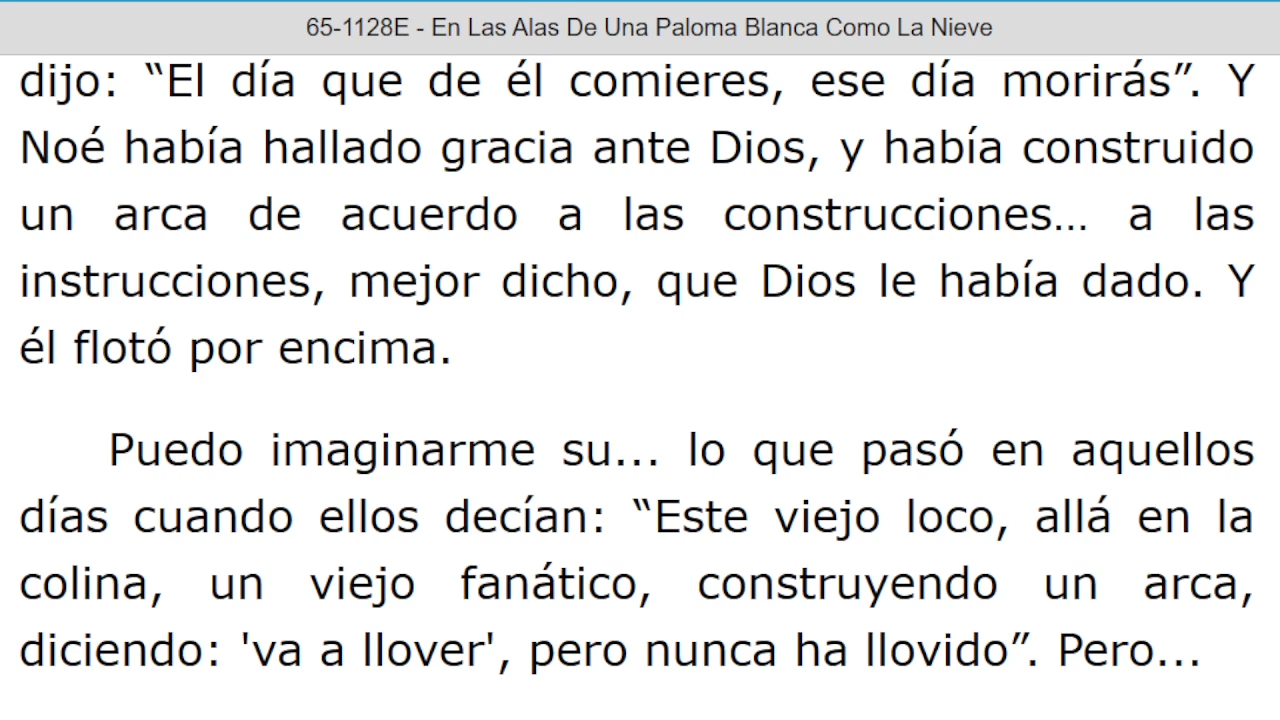 65-1128E - En Las Alas De Una Paloma Blanca Como La Nieve
dijo: “El día que de él comieres, ese día morirás”. Y
Noé había hallado gracia ante Dios, y había construido
un arca de acuerdo a las construcciones… a las
instrucciones, mejor dicho, que Dios le había dado. Y
él flotó por encima.
Puedo imaginarme su... lo que pasó en aquellos
días cuando ellos decían: “Este viejo loco, allá en la
colina, un viejo fanático, construyendo un arca,
diciendo: 'va a llover', pero nunca ha llovido”. Pero...